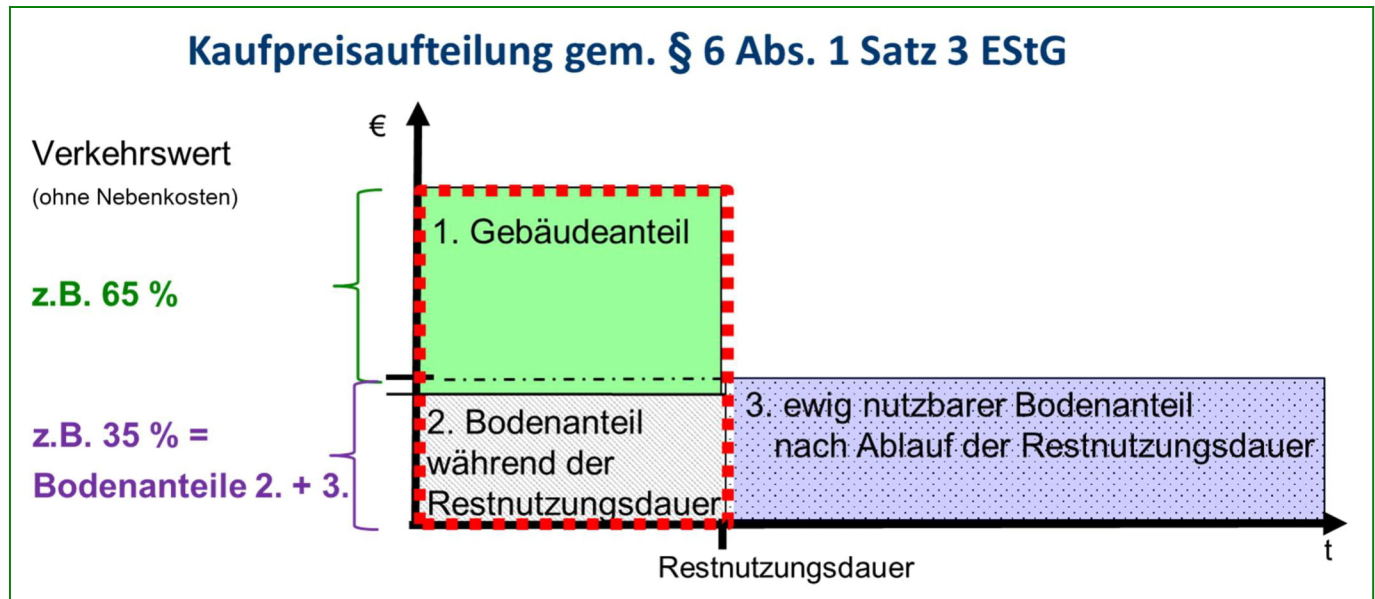 Kaufpreisaufteilung gem. § 6 Abs. 1 Satz 3 EStG
€
Verkehrswert
(ohne Nebenkosten)
1. Gebäudeanteil
z.B. 65 %
z.B. 35 % =
Bodenanteile 2. + 3.
2. Bodenanteil
während der
Restnutzungsdauer
3. ewig nutzbarer Bodenanteil
nach Ablauf der Restnutzungsdauer
t
Restnutzungsdauer